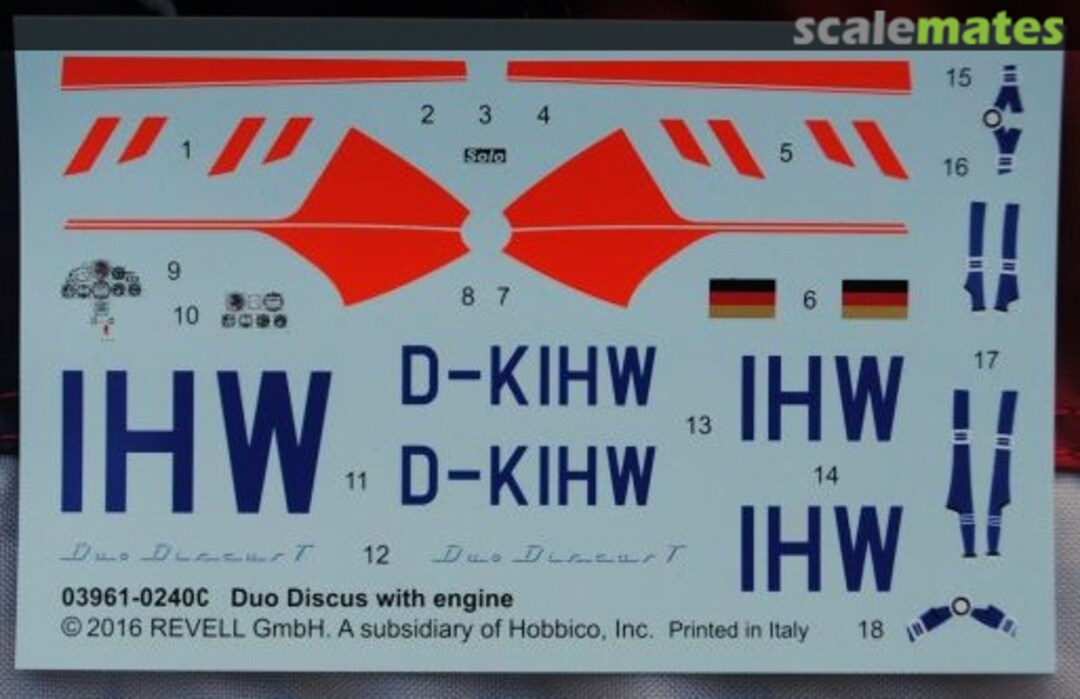 scalemates
15
2 3 4
1
Solo
5
16
9
10
8 7
6
17
IHW
D-KIHW
IHW
13
D-KIHW
11
14
IHW
Duo Discus T
12
Duo Discus T
03961-0240C Duo Discus with engine
© 2016 REVELL GmbH. A subsidiary of Hobbico, Inc. Printed in Italy
18